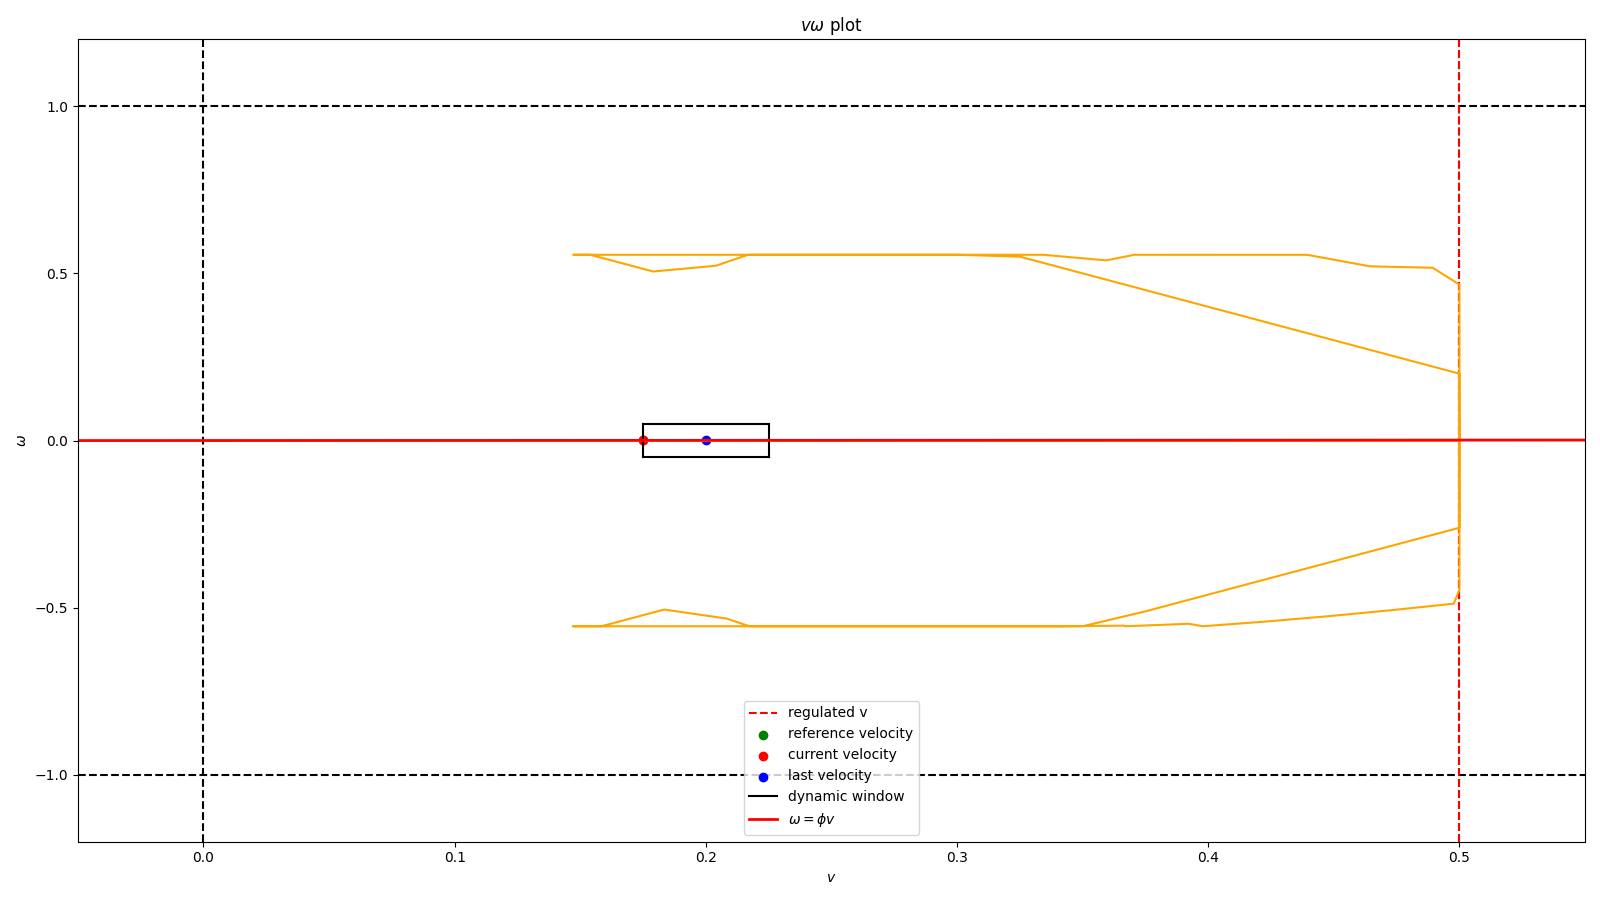 vω plot
1.0
0.5
0.0
−0.5
−1.0
ω
regulated v
reference velocity
current velocity
last velocity
dynamic window
ω = ϕv
0.0 0.1 0.2 0.3 0.4 0.5
v